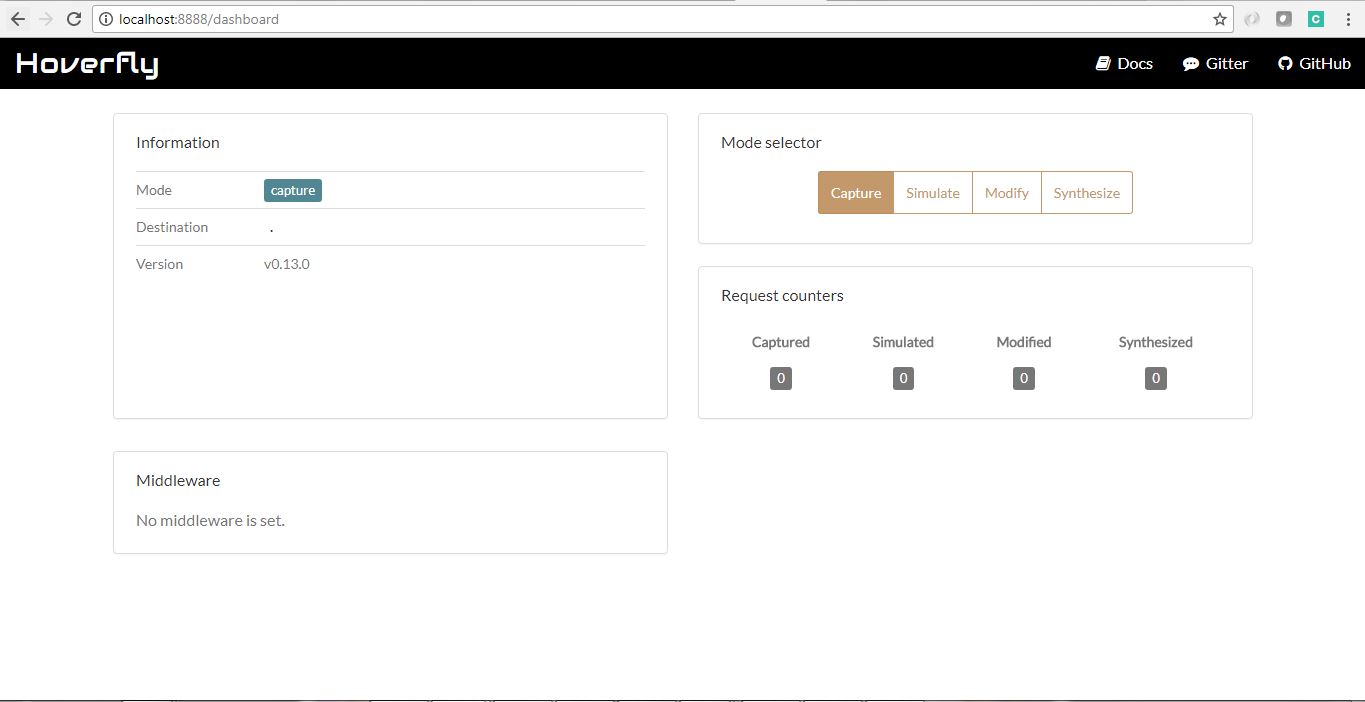 localhost:8888/dashboard
C
Hoverfly
Docs
Gitter
GitHub
Information
Mode capture
Destination .
Version v0.13.0
Mode selector
Capture Simulate Modify Synthesize
Request counters
Captured Simulated Modified Synthesized
0 0 0 0
Middleware
No middleware is set.